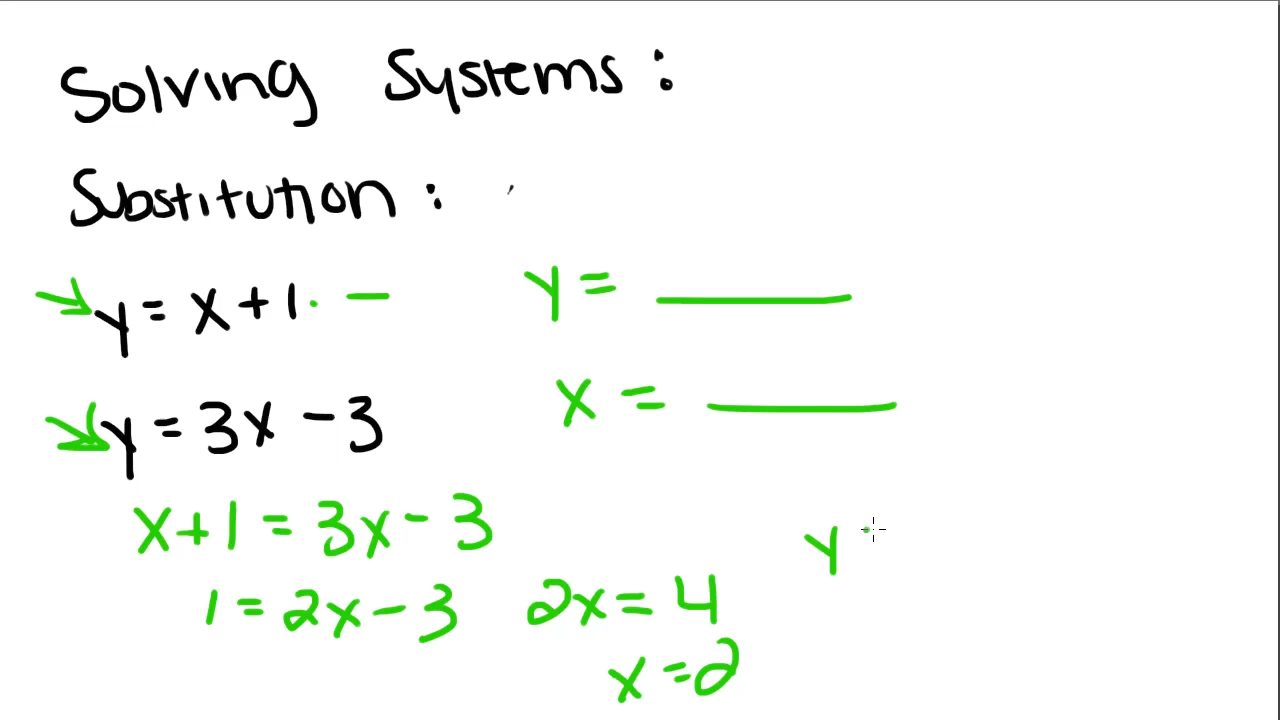 Solving Systems:
Substitution:
y = x + 1
y = 3x - 3
y = ______
x = ______
x + 1 = 3x - 3
1 = 2x - 3
2x = 4
x = 2
y